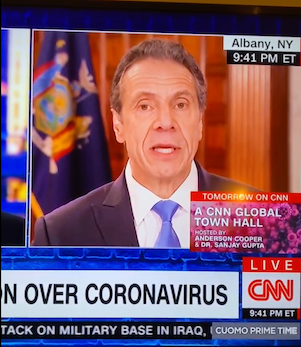 Albany, NY
9:41 PM ET
TOMORROW ON CNN
A CNN GLOBAL
TOWN HALL
HOSTED BY
ANDERSON COOPER
& DR. SANJAY GUPTA
N OVER CORONAVIRUS
LIVE
CNN
9:41 PM ET
TACK ON MILITARY BASE IN IRAQ,
CUOMO PRIME TIME